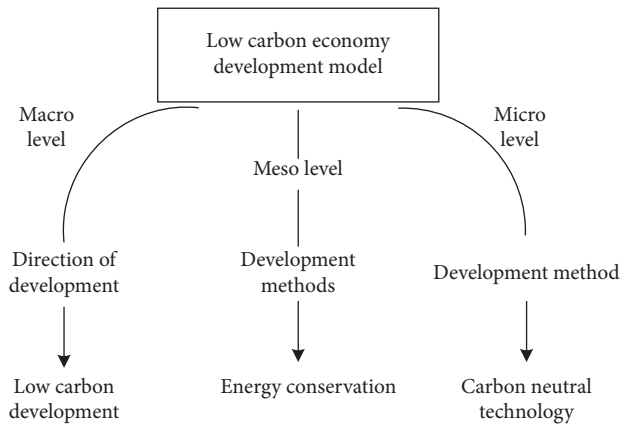 Low carbon economy
development model
Macro
level
Meso level
Micro
level
Direction of
development
Development
methods
Development method
Low carbon
development
Energy conservation
Carbon neutral
technology